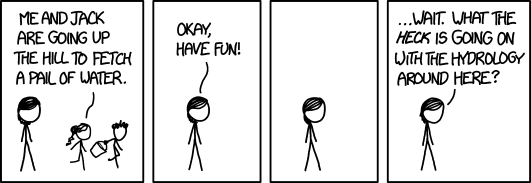 ME AND JACK
ARE GOING UP
THE HILL TO FETCH
A PAIL OF WATER.
OKAY,
HAVE FUN!
...WAIT. WHAT THE
HECK IS GOING ON
WITH THE HYDROLOGY
AROUND HERE?